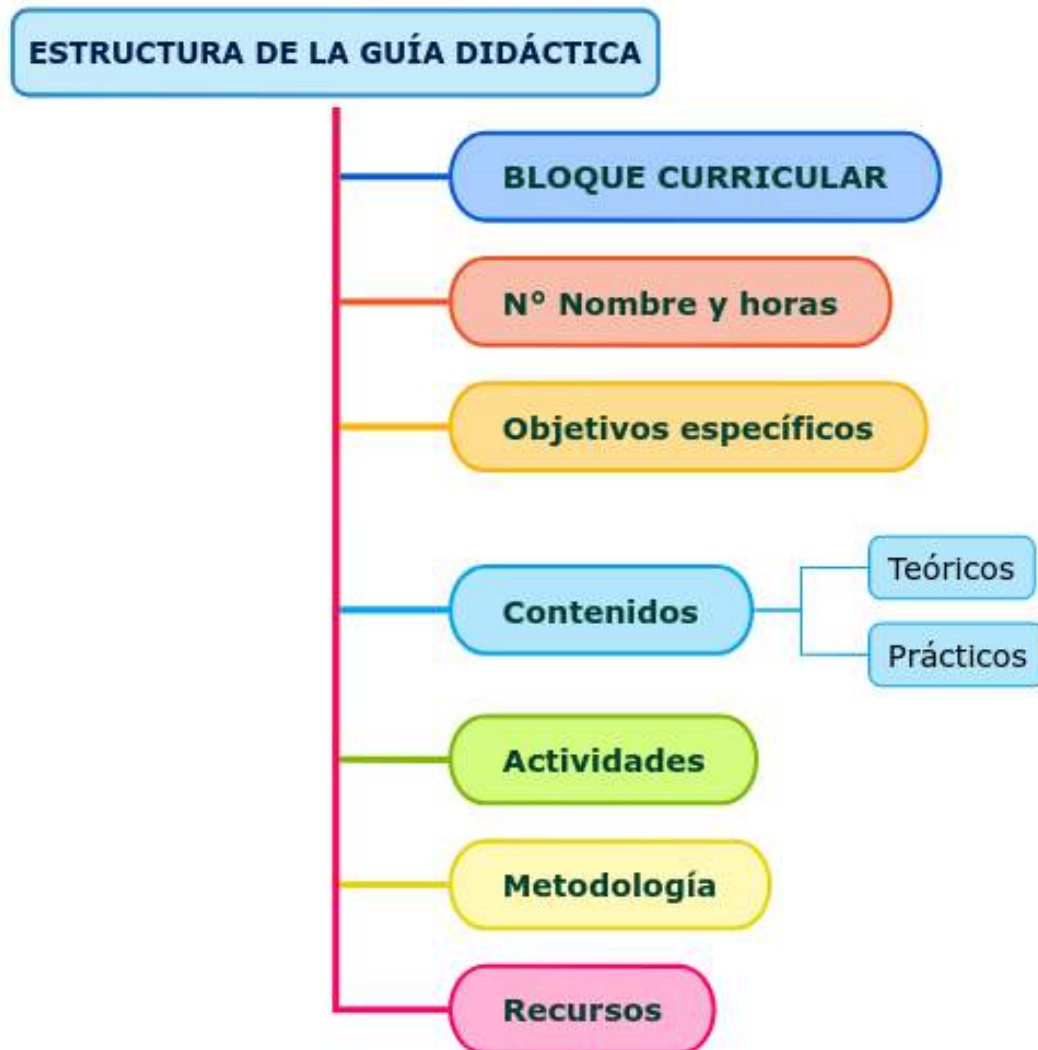 ESTRUCTURA DE LA GUÍA DIDÁCTICA
BLOQUE CURRICULAR
N° Nombre y horas
Objetivos específicos
Contenidos
Teóricos
Prácticos
Actividades
Metodología
Recursos